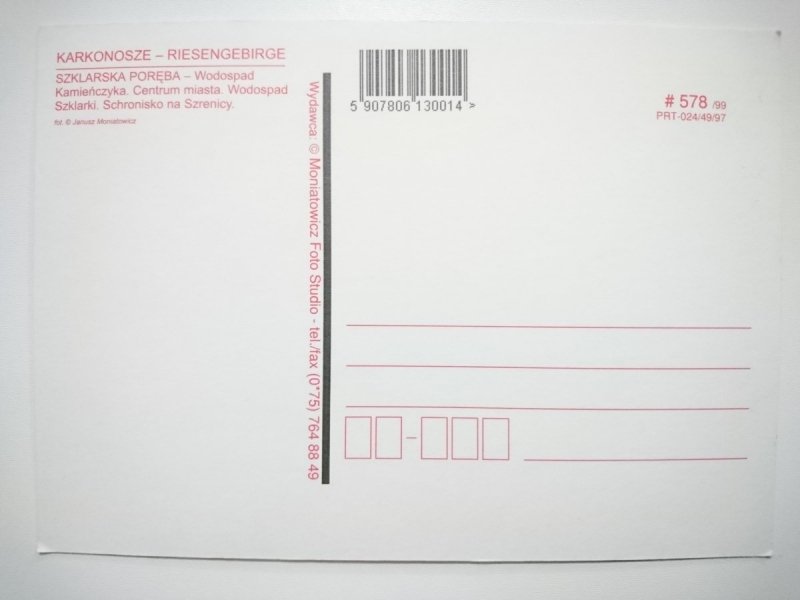 KARKONOSZE – RIESENGEBIRGE
SZKLARSKA PORĘBA – Wodospad
Kamieńczyka. Centrum miasta. Wodospad
Szklarki. Schronisko na Szrenicy.
fot. © Janusz Moniatowicz
Wydawca: © Moniatowicz Foto Studio - tel./fax (0*75) 764 88 49
5 907806 130014 >
# 578 /99
PRT-024/49/97